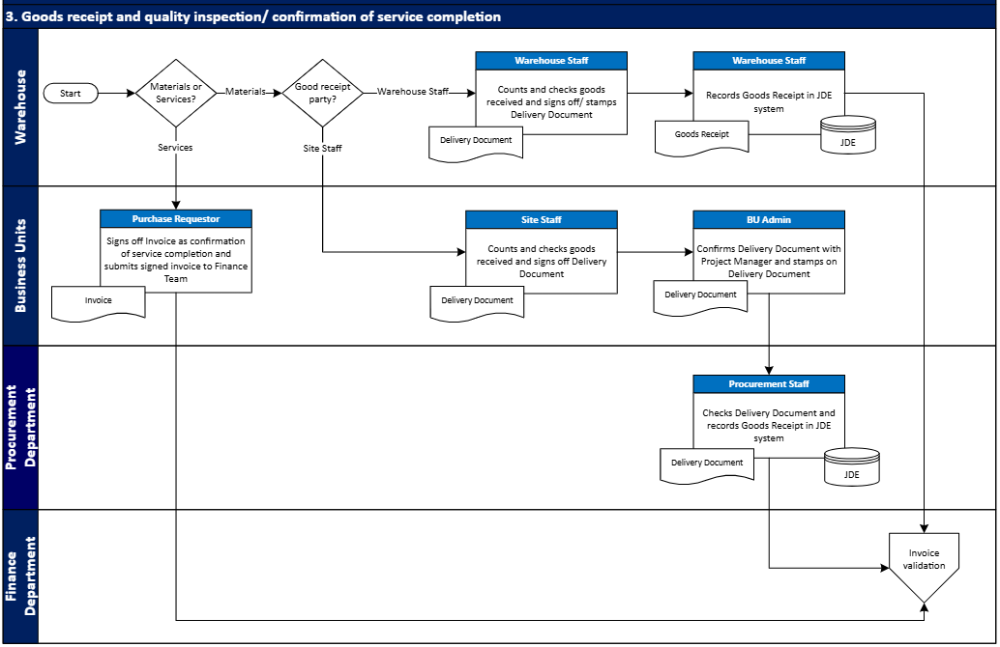 3. Goods receipt and quality inspection/ confirmation of service completion
Warehouse
Start
Materials or
Services?
Materials
Services
Good receipt
party?
Warehouse Staff
Site Staff
Warehouse Staff
Counts and checks goods
received and signs off/ stamps
Delivery Document
Delivery Document
Warehouse Staff
Records Goods Receipt in JDE
system
Goods Receipt
JDE
Business Units
Purchase Requestor
Signs off Invoice as confirmation
of service completion and
submits signed invoice to Finance
Team
Invoice
Site Staff
Counts and checks goods
received and signs off Delivery
Document
Delivery Document
BU Admin
Confirms Delivery Document with
Project Manager and stamps on
Delivery Document
Delivery Document
Procurement
Department
Procurement Staff
Checks Delivery Document and
records Goods Receipt in JDE
system
Delivery Document
JDE
Finance
Department
Invoice
validation